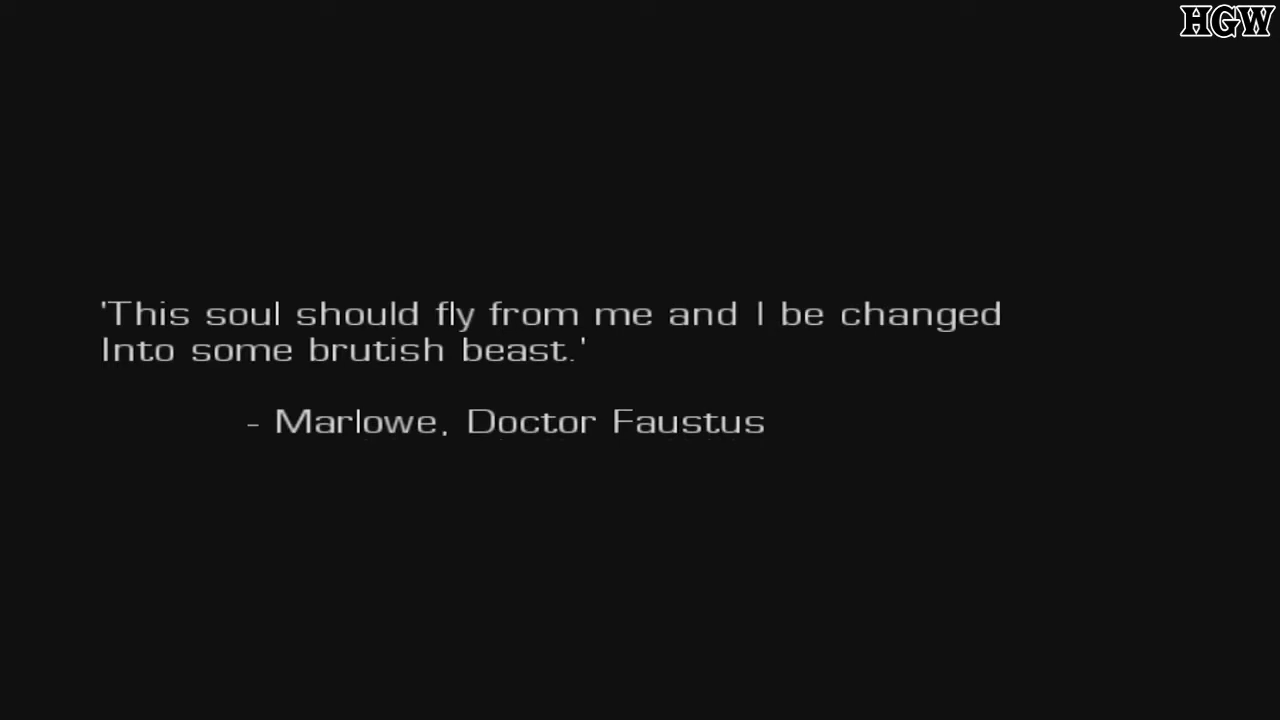 HGW
'This soul should fly from me and I be changed
Into some brutish beast.'
- Marlowe, Doctor Faustus